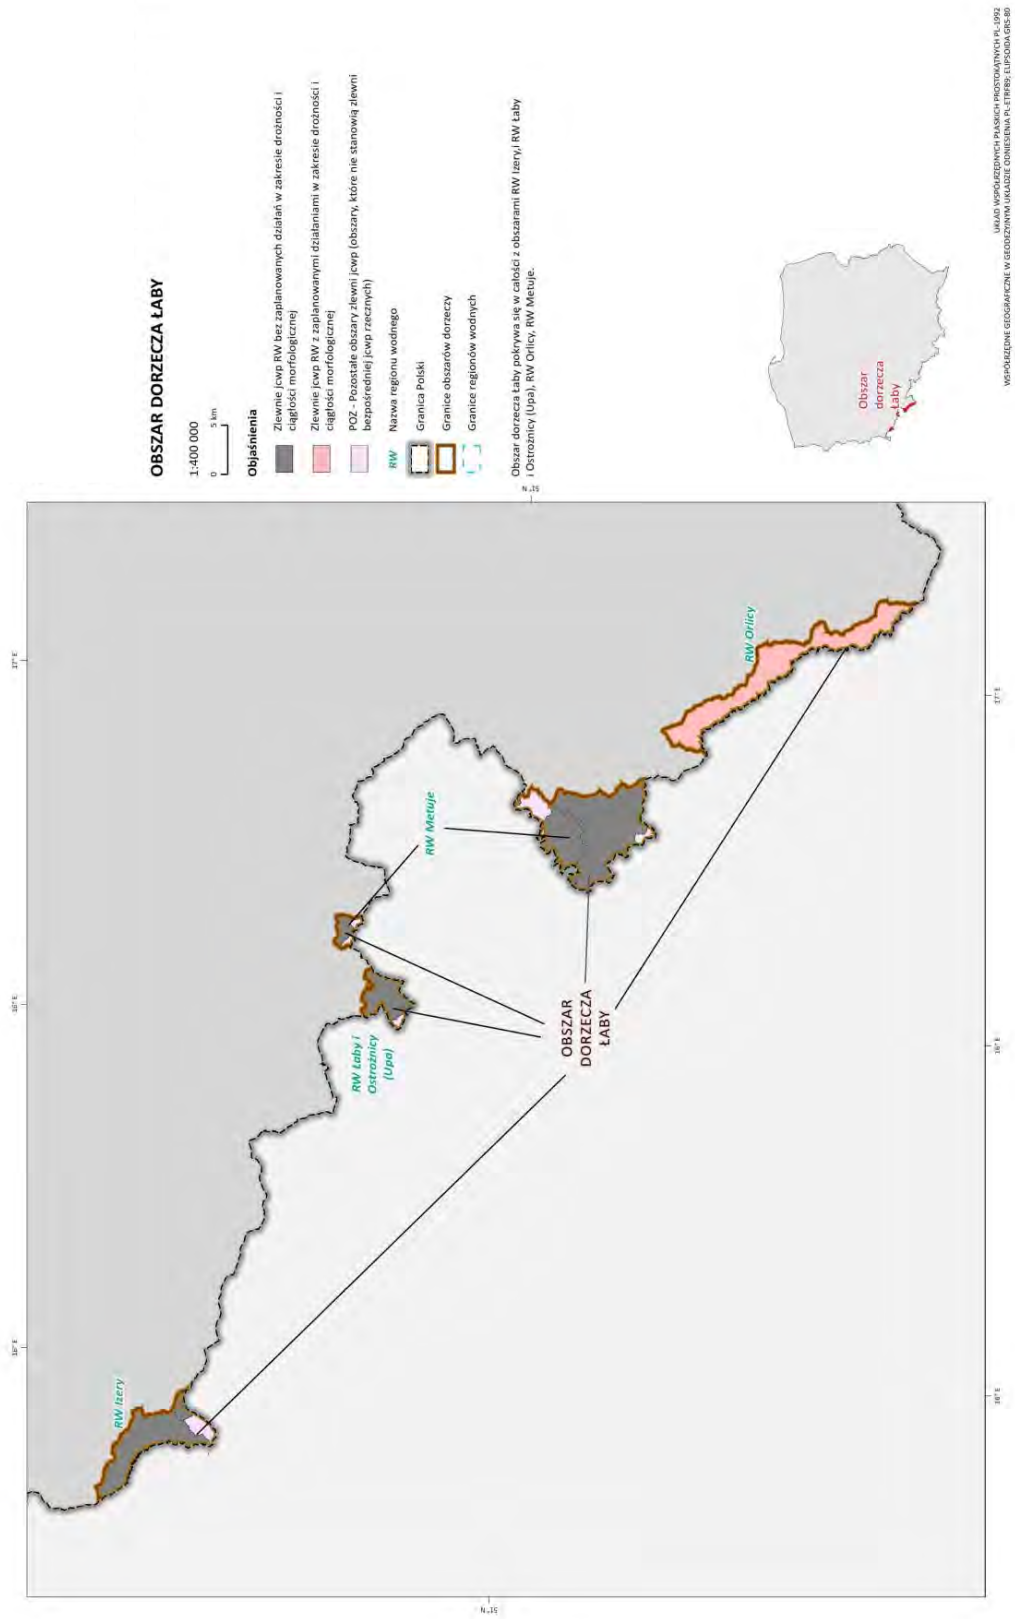 OBSZAR DORZECZA ŁABY
1:400 000
0 5 km
Objaśnienia
Zlewnie jcwp RW bez zaplanowanych działań w zakresie drożności i
ciągłości morfologicznej
Zlewnie jcwp RW z zaplanowanymi działaniami w zakresie drożności i
ciągłości morfologicznej
POZ - Pozostałe obszary zlewni jcwp (obszary, które nie stanowią zlewni
bezpośredniej jcwp rzecznych)
RW Nazwa regionu wodnego
Granica Polski
Granice obszarów dorzeczy
Granice regionów wodnych
Obszar dorzecza Łaby pokrywa się w całości z obszarami RW Izery,i RW Łaby
i Ostrożnicy (Upa), RW Orlicy, RW Metuje.
Obszar
dorzecza
Łaby
UKŁAD WSPÓŁRZĘDNYCH PŁASKICH PROSTOKĄTNYCH PL-1992
WSPÓŁRZĘDNE GEOGRAFICZNE W GEODEZYJNYM UKŁADZIE ODNIESIENIA PL-ETRF89; ELIPSOIDA GRS-80
RW Izery
RW Łaby i
Ostrożnicy
(Upa)
RW Metuje
RW Orlicy
OBSZAR
DORZECZA
ŁABY
16° E
16° E
17° E
16° E
16° E
17° E
51° N
51° N